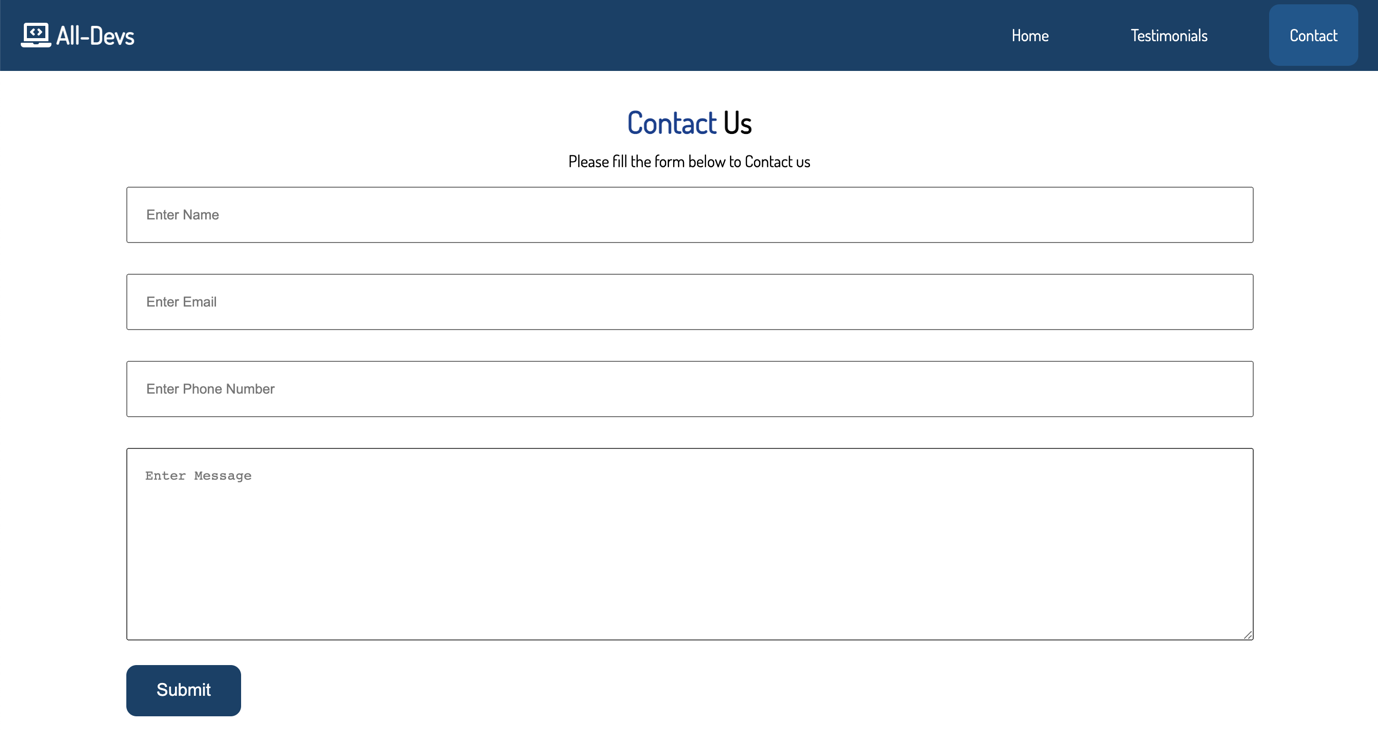 All-Devs
Home
Testimonials
Contact
Contact Us
Please fill the form below to Contact us
Enter Name
Enter Email
Enter Phone Number
Enter Message
Submit